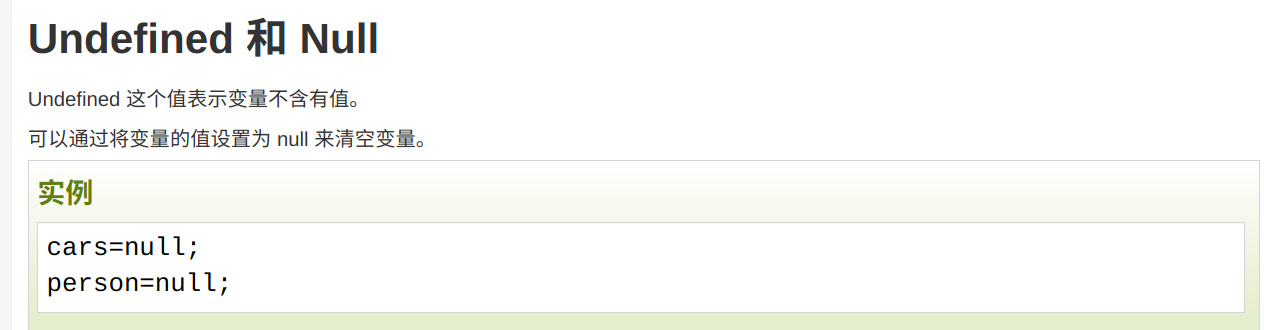 Undefined 和 Null
Undefined 这个值表示变量不含有值。
可以通过将变量的值设置为 null 来清空变量。
实例
cars=null;
person=null;